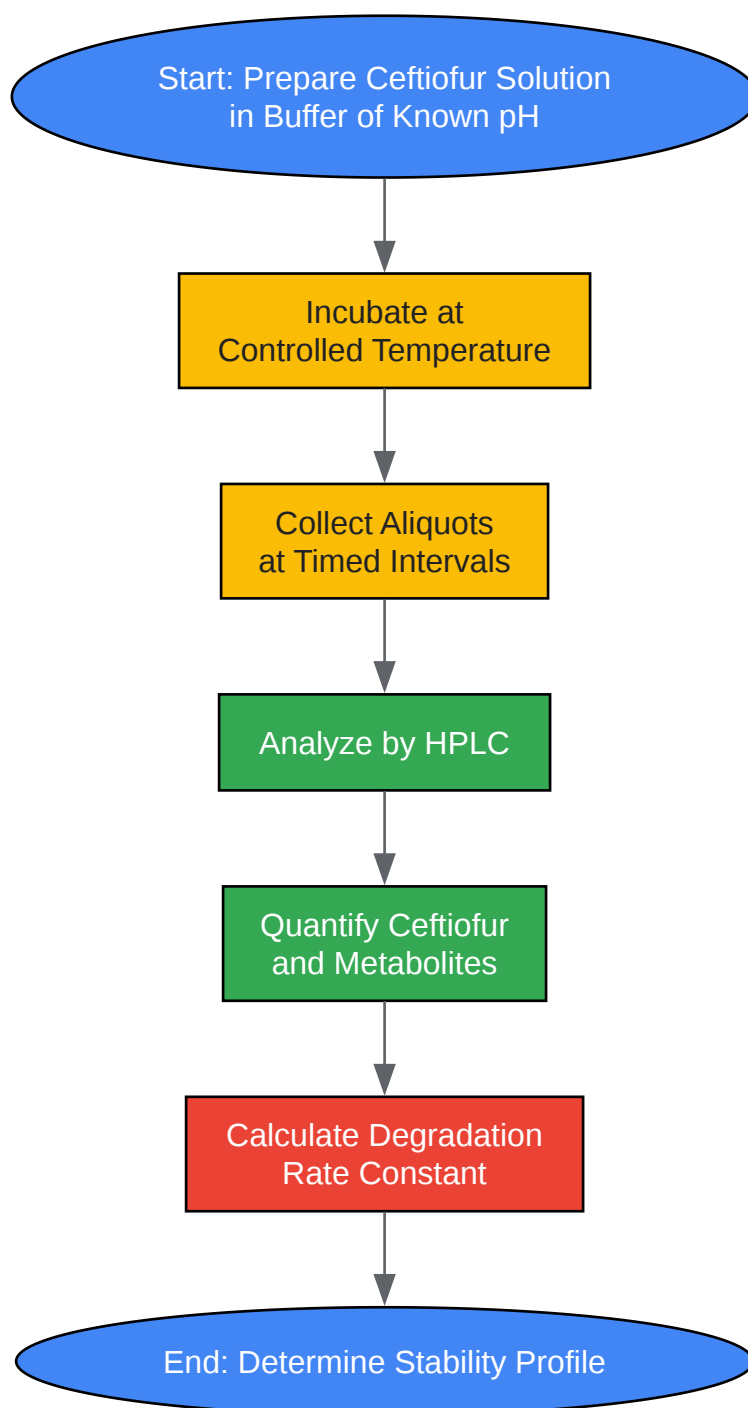 Start: Prepare Ceftiofur Solution
in Buffer of Known pH
Incubate at
Controlled Temperature
Collect Aliquots
at Timed Intervals
Analyze by HPLC
Quantify Ceftiofur
and Metabolites
Calculate Degradation
Rate Constant
End: Determine Stability Profile